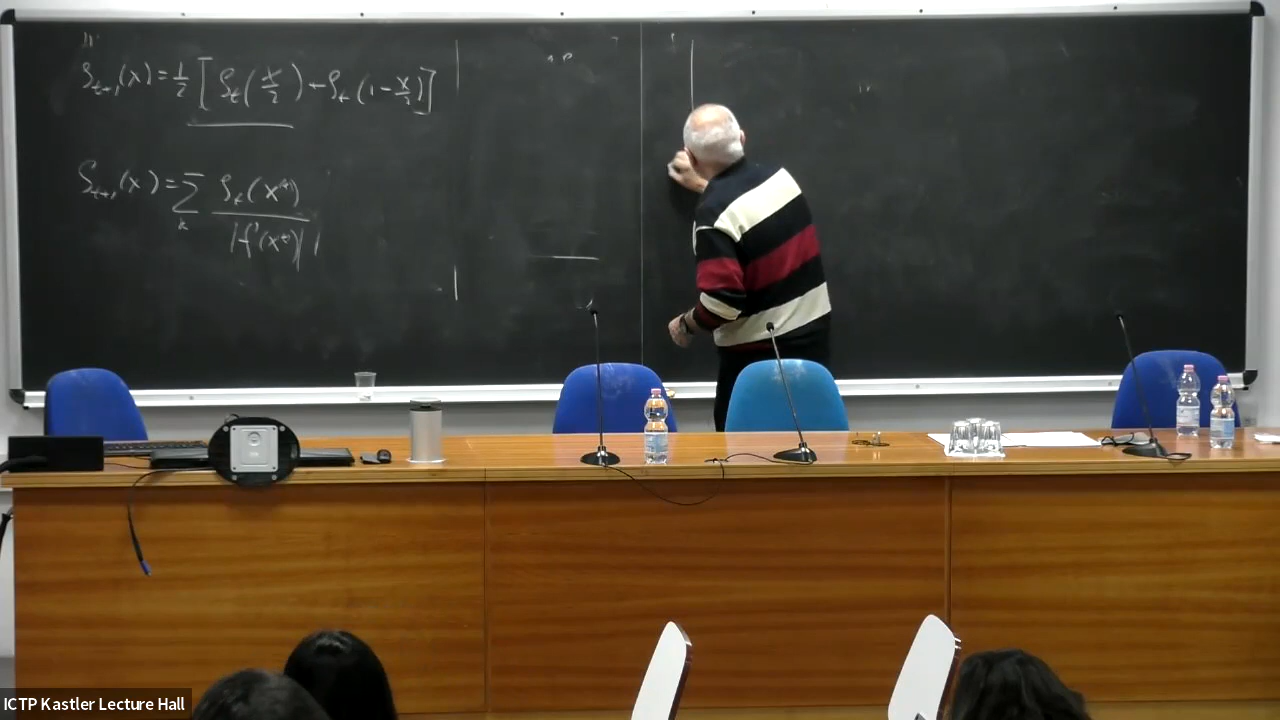 ρ_{t+1}(x) = 1/2 [ρ_t(x/2) + ρ_t(1 - x/2)]
ρ_{t+1}(x) = Σ_k ρ_t(x^k) / |f'(x^k)|
ICTP Kastler Lecture Hall